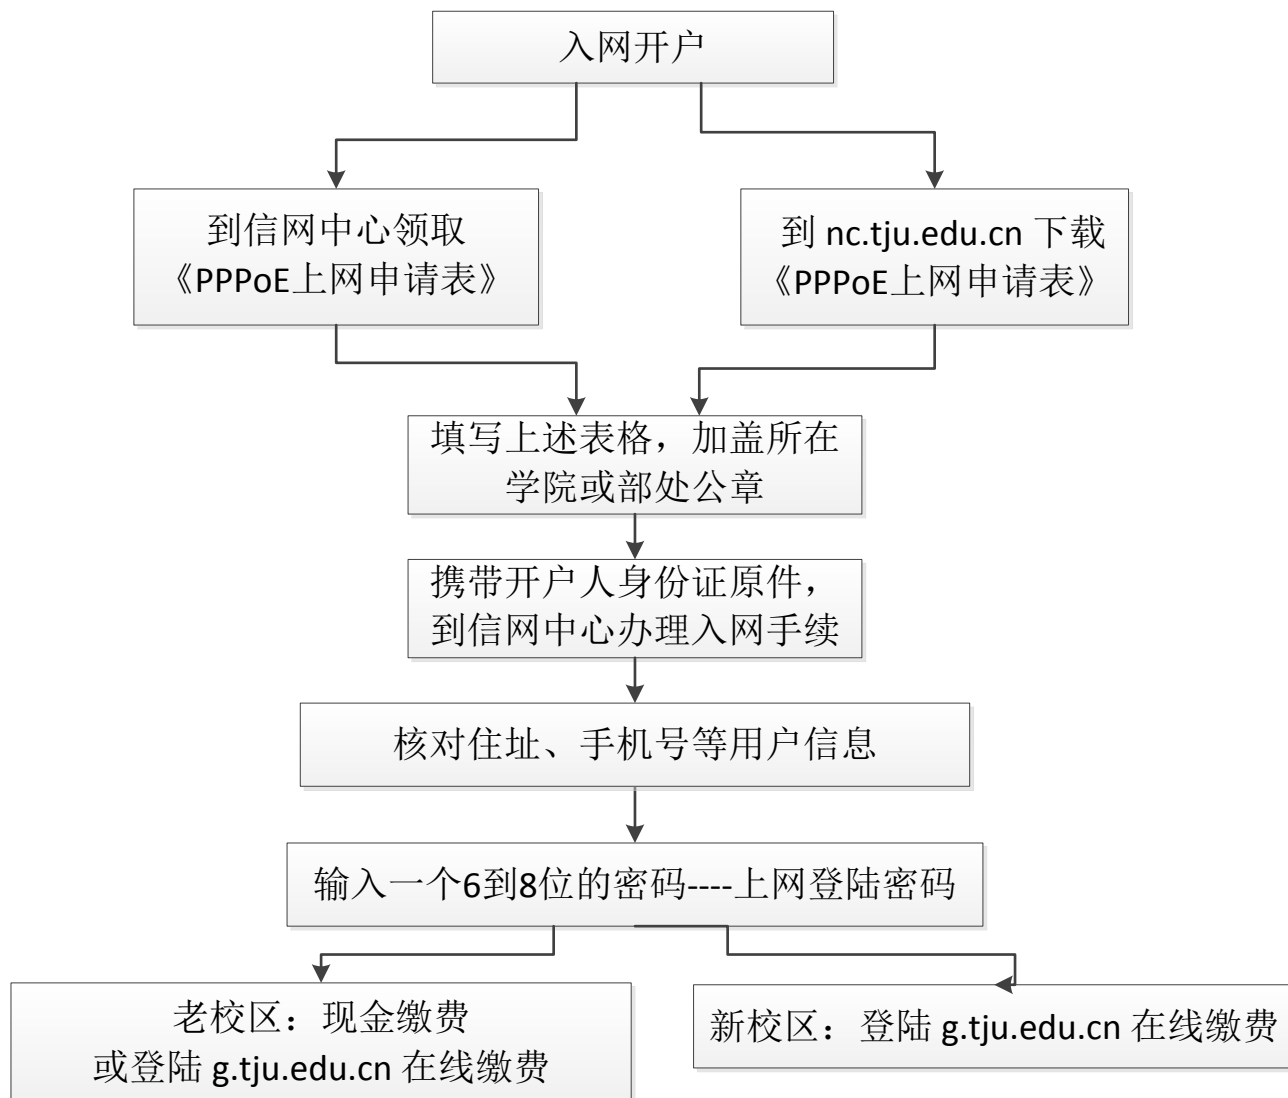 入网开户
到信网中心领取
《PPPoE上网申请表》
到 nc.tju.edu.cn 下载
《PPPoE上网申请表》
填写上述表格，加盖所在
学院或部处公章
携带开户人身份证原件，
到信网中心办理入网手续
核对住址、手机号等用户信息
输入一个6到8位的密码----上网登陆密码
老校区：现金缴费
或登陆 g.tju.edu.cn 在线缴费
新校区：登陆 g.tju.edu.cn 在线缴费